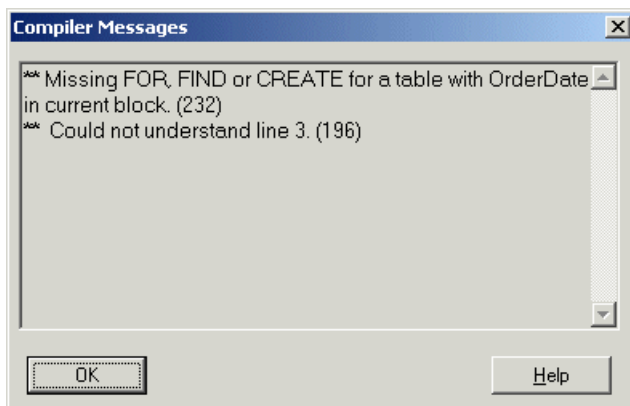 Compiler Messages
** Missing FOR, FIND or CREATE for a table with OrderDate
in current block. (232)
** Could not understand line 3. (196)
OK
Help